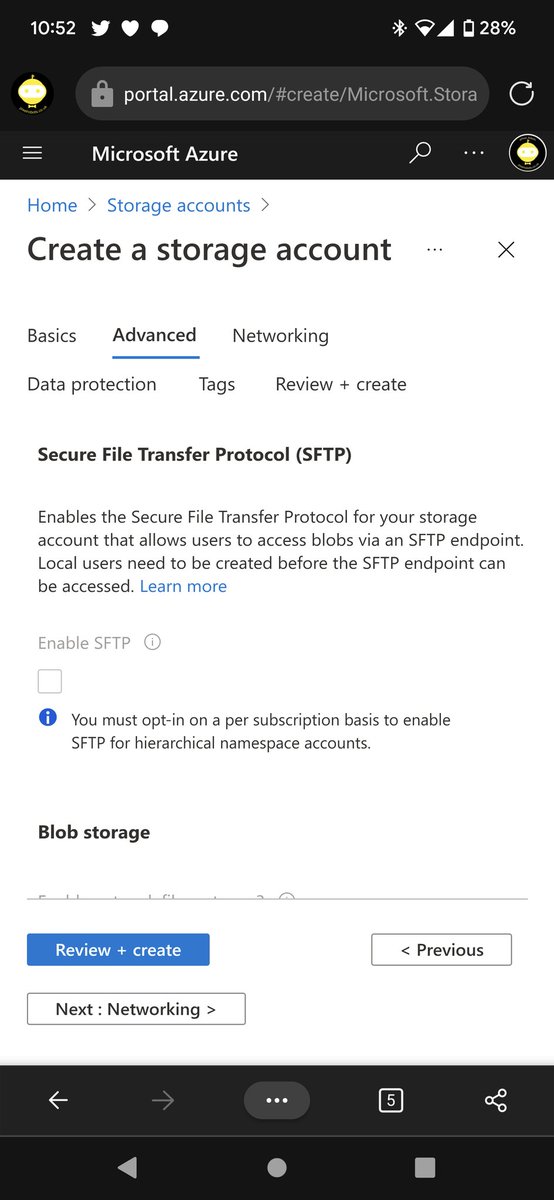 10:52
28%
portal.azure.com/#create/Microsoft.Stora
Microsoft Azure
Home > Storage accounts >
Create a storage account
Basics Advanced Networking
Data protection Tags Review + create
Secure File Transfer Protocol (SFTP)
Enables the Secure File Transfer Protocol for your storage
account that allows users to access blobs via an SFTP endpoint.
Local users need to be created before the SFTP endpoint can
be accessed. Learn more
Enable SFTP
You must opt-in on a per subscription basis to enable
SFTP for hierarchical namespace accounts.
Blob storage
Review + create
< Previous
Next : Networking >
5